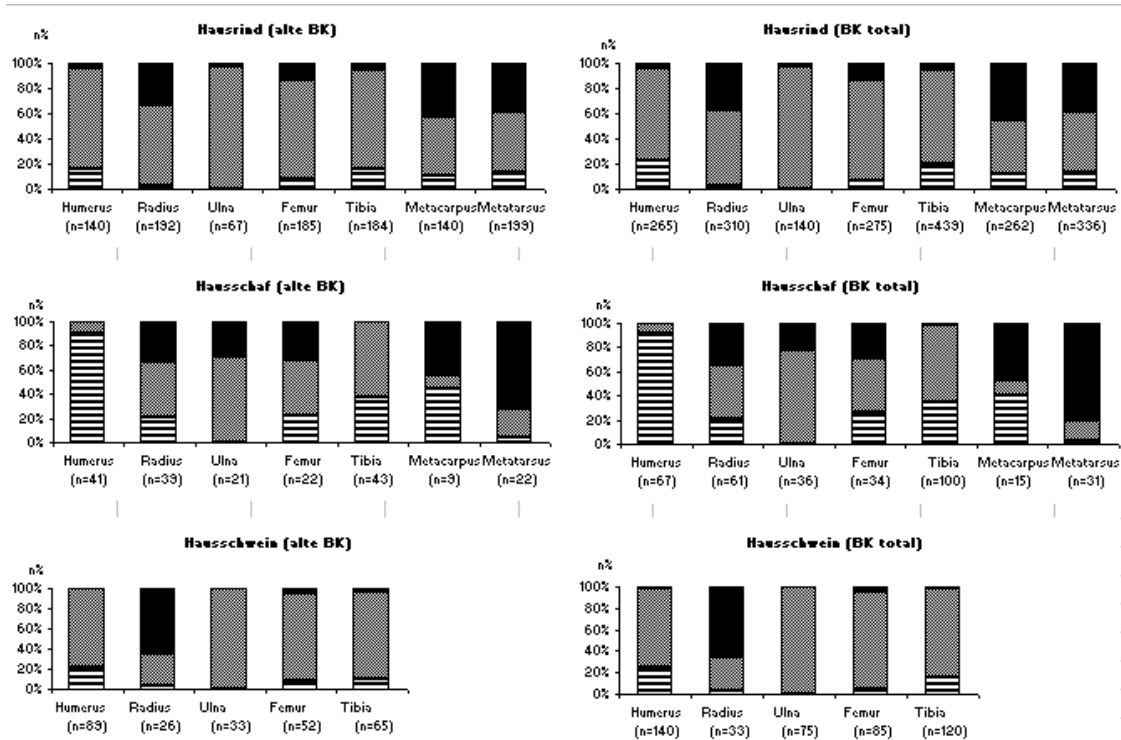 Hausrind (alte BK)
n%
100%
80%
60%
40%
20%
0%
Humerus Radius Ulna Femur Tibia Metacarpus Metatarsus
(n=140) (n=192) (n=67) (n=185) (n=184) (n=140) (n=199)
Hausrind (BK total)
n%
100%
80%
60%
40%
20%
0%
Humerus Radius Ulna Femur Tibia Metacarpus Metatarsus
(n=265) (n=310) (n=140) (n=275) (n=439) (n=262) (n=336)
Hausschaf (alte BK)
n%
100%
80%
60%
40%
20%
0%
Humerus Radius Ulna Femur Tibia Metacarpus Metatarsus
(n=41) (n=39) (n=21) (n=22) (n=43) (n=9) (n=22)
Hausschaf (BK total)
n%
100%
80%
60%
40%
20%
0%
Humerus Radius Ulna Femur Tibia Metacarpus Metatarsus
(n=67) (n=61) (n=36) (n=34) (n=100) (n=15) (n=31)
Hausschwein (alte BK)
n%
100%
80%
60%
40%
20%
0%
Humerus Radius Ulna Femur Tibia
(n=89) (n=26) (n=33) (n=52) (n=65)
Hausschwein (BK total)
n%
100%
80%
60%
40%
20%
0%
Humerus Radius Ulna Femur Tibia
(n=140) (n=33) (n=75) (n=85) (n=120)